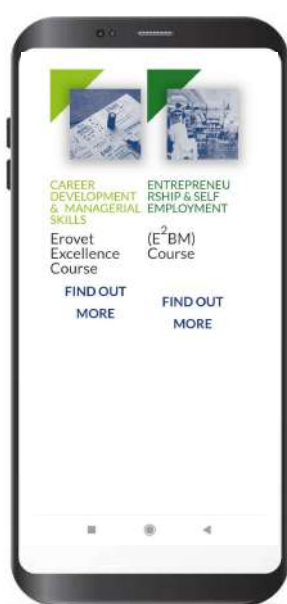 CAREER
DEVELOPMENT
& MANAGERIAL
SKILLS
Erovet
Excellence
Course
FIND OUT
MORE
ENTREPRENEU
RSHIP & SELF
EMPLOYMENT
(E²BM)
Course
FIND OUT
MORE